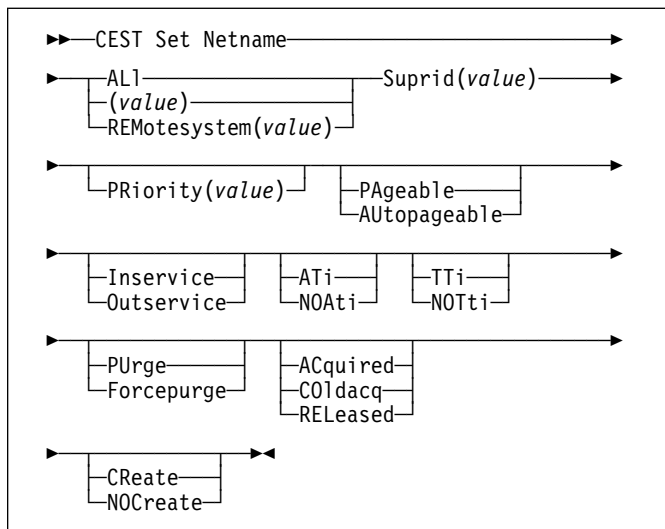 CEST Set Netname
ALl Suprid(value)
(value)
REMotesystem(value)
PRiority(value) PAgeable
AUtopageable
Inservice ATi TTi
Outservice NOAti NOTti
PUrge ACquired
Forcepurge COldacq
RELeased
CReate
NOCreate